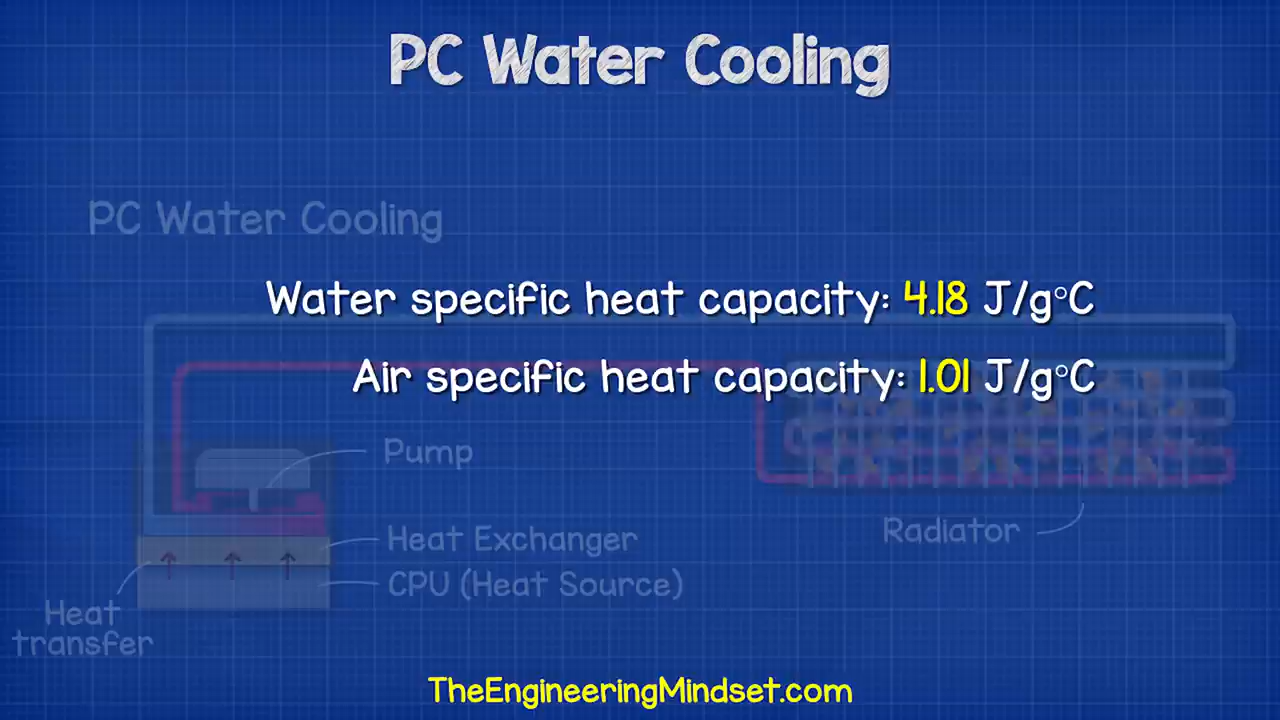 PC Water Cooling
PC Water Cooling
Water specific heat capacity: 4.18 J/g°C
Air specific heat capacity: 1.01 J/g°C
Pump
Radiator
Heat Exchanger
CPU (Heat Source)
Heat
transfer
TheEngineeringMindset.com